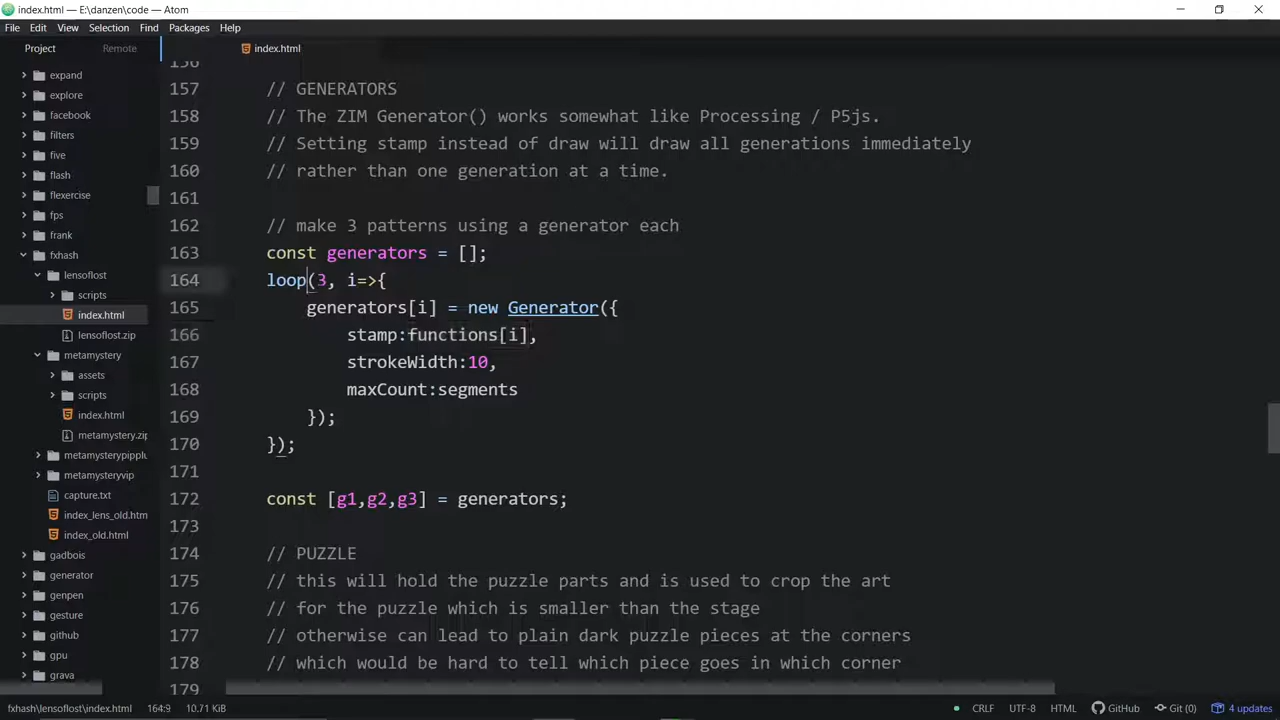 index.html — E:\danzen\code — Atom
File Edit View Selection Find Packages Help
Project Remote
index.html
expand
explore
facebook
filters
five
flash
flexercise
fps
frank
fxhash
lensoflost
scripts
index.html
lensoflost.zip
metamystery
assets
scripts
index.html
metamystery.zip
metamysterypipplu
metamysteryvip
capture.txt
index_lens_old.htm
index_old.html
gadbois
generator
genpen
gesture
github
gpu
grava
156
157 // GENERATORS
158 // The ZIM Generator() works somewhat like Processing / P5js.
159 // Setting stamp instead of draw will draw all generations immediately
160 // rather than one generation at a time.
161
162 // make 3 patterns using a generator each
163 const generators = [];
164 loop(3, i=>{
165 generators[i] = new Generator({
166 stamp:functions[i],
167 strokeWidth:10,
168 maxCount:segments
169 });
170 });
171
172 const [g1,g2,g3] = generators;
173
174 // PUZZLE
175 // this will hold the puzzle parts and is used to crop the art
176 // for the puzzle which is smaller than the stage
177 // otherwise can lead to plain dark puzzle pieces at the corners
178 // which would be hard to tell which piece goes in which corner
179
fxhash\lensoflost\index.html 164:9 10.71 KiB CRLF UTF-8 HTML GitHub Git (0) 4 updates